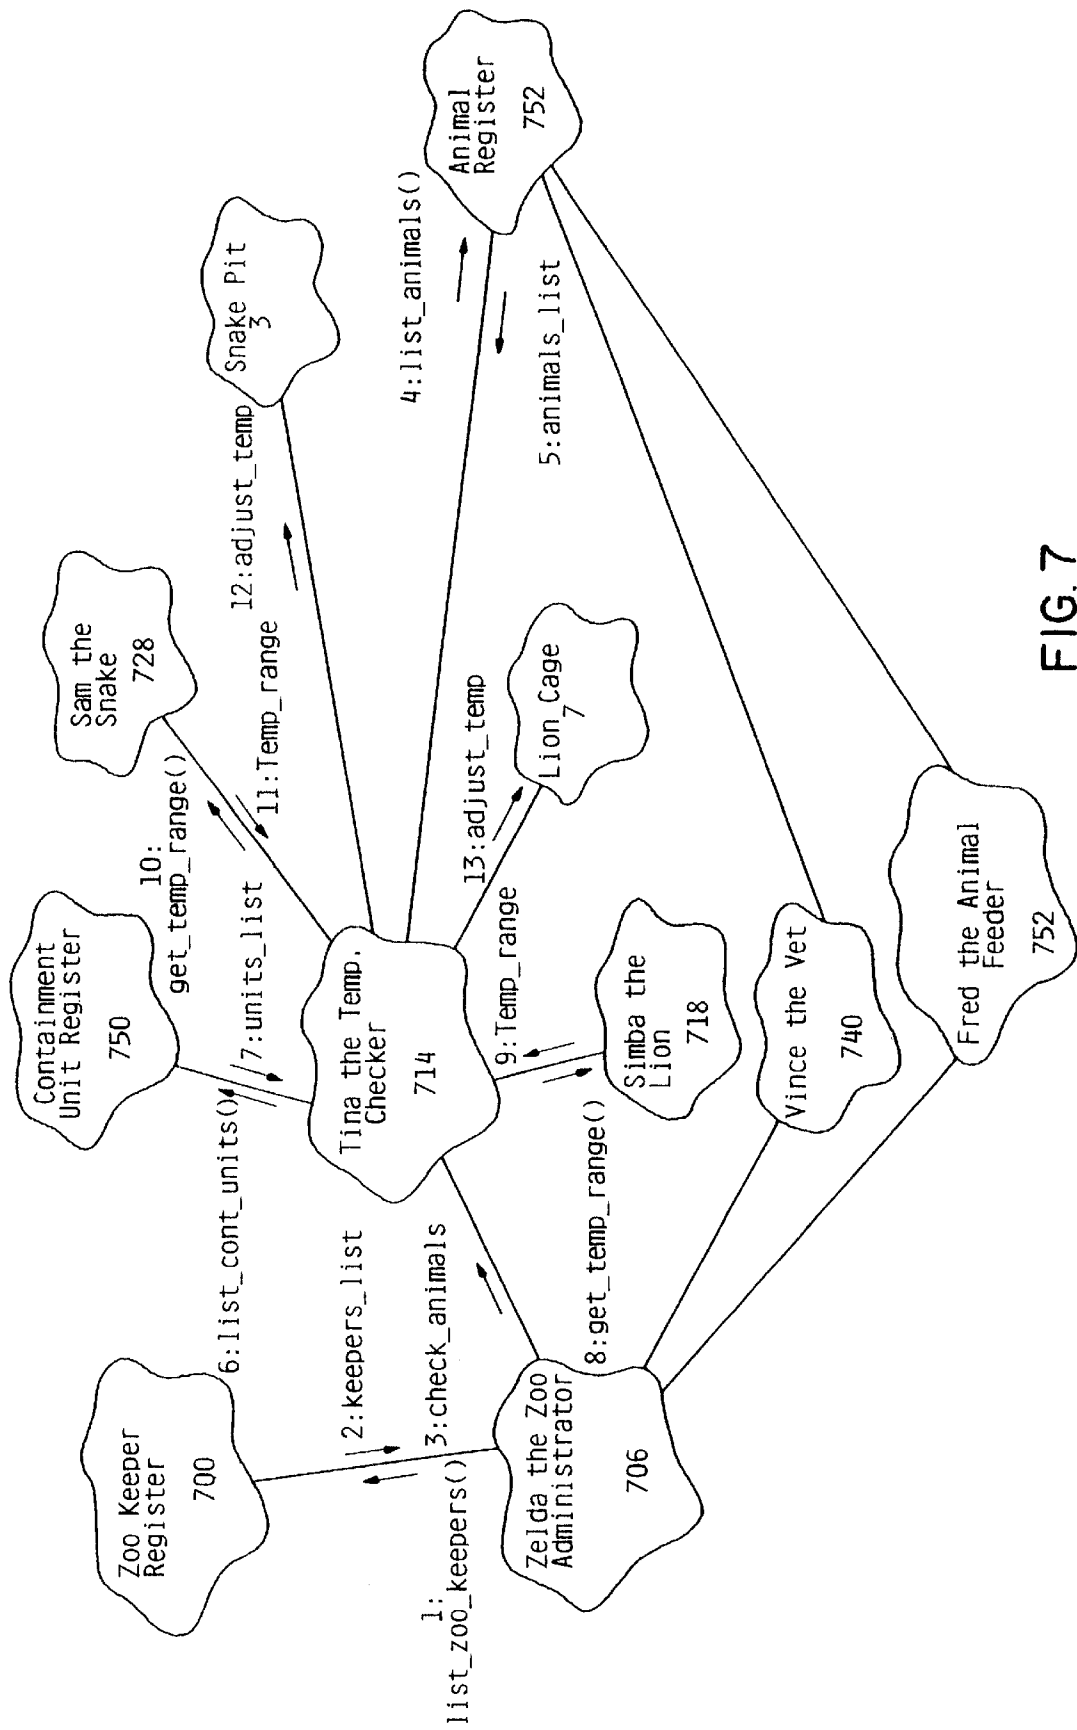 Zoo Keeper
Register
700
6:list_cont_units()
Containment
Unit Register
750
7:units_list
10:
get_temp_range()
Sam the
Snake
728
11:Temp_range
12:adjust_temp
Snake Pit
3
2:keepers_list
3:check_animals
1:
list_zoo_keepers()
Tina the Temp.
Checker
714
9:Temp_range
13:adjust_temp
Lion Cage
7
4:list_animals()
5:animals_list
Animal
Register
752
Zelda the Zoo
Administrator
706
8:get_temp_range()
Simba the
Lion
718
Vince the Vet
740
Fred the Animal
Feeder
752
FIG. 7